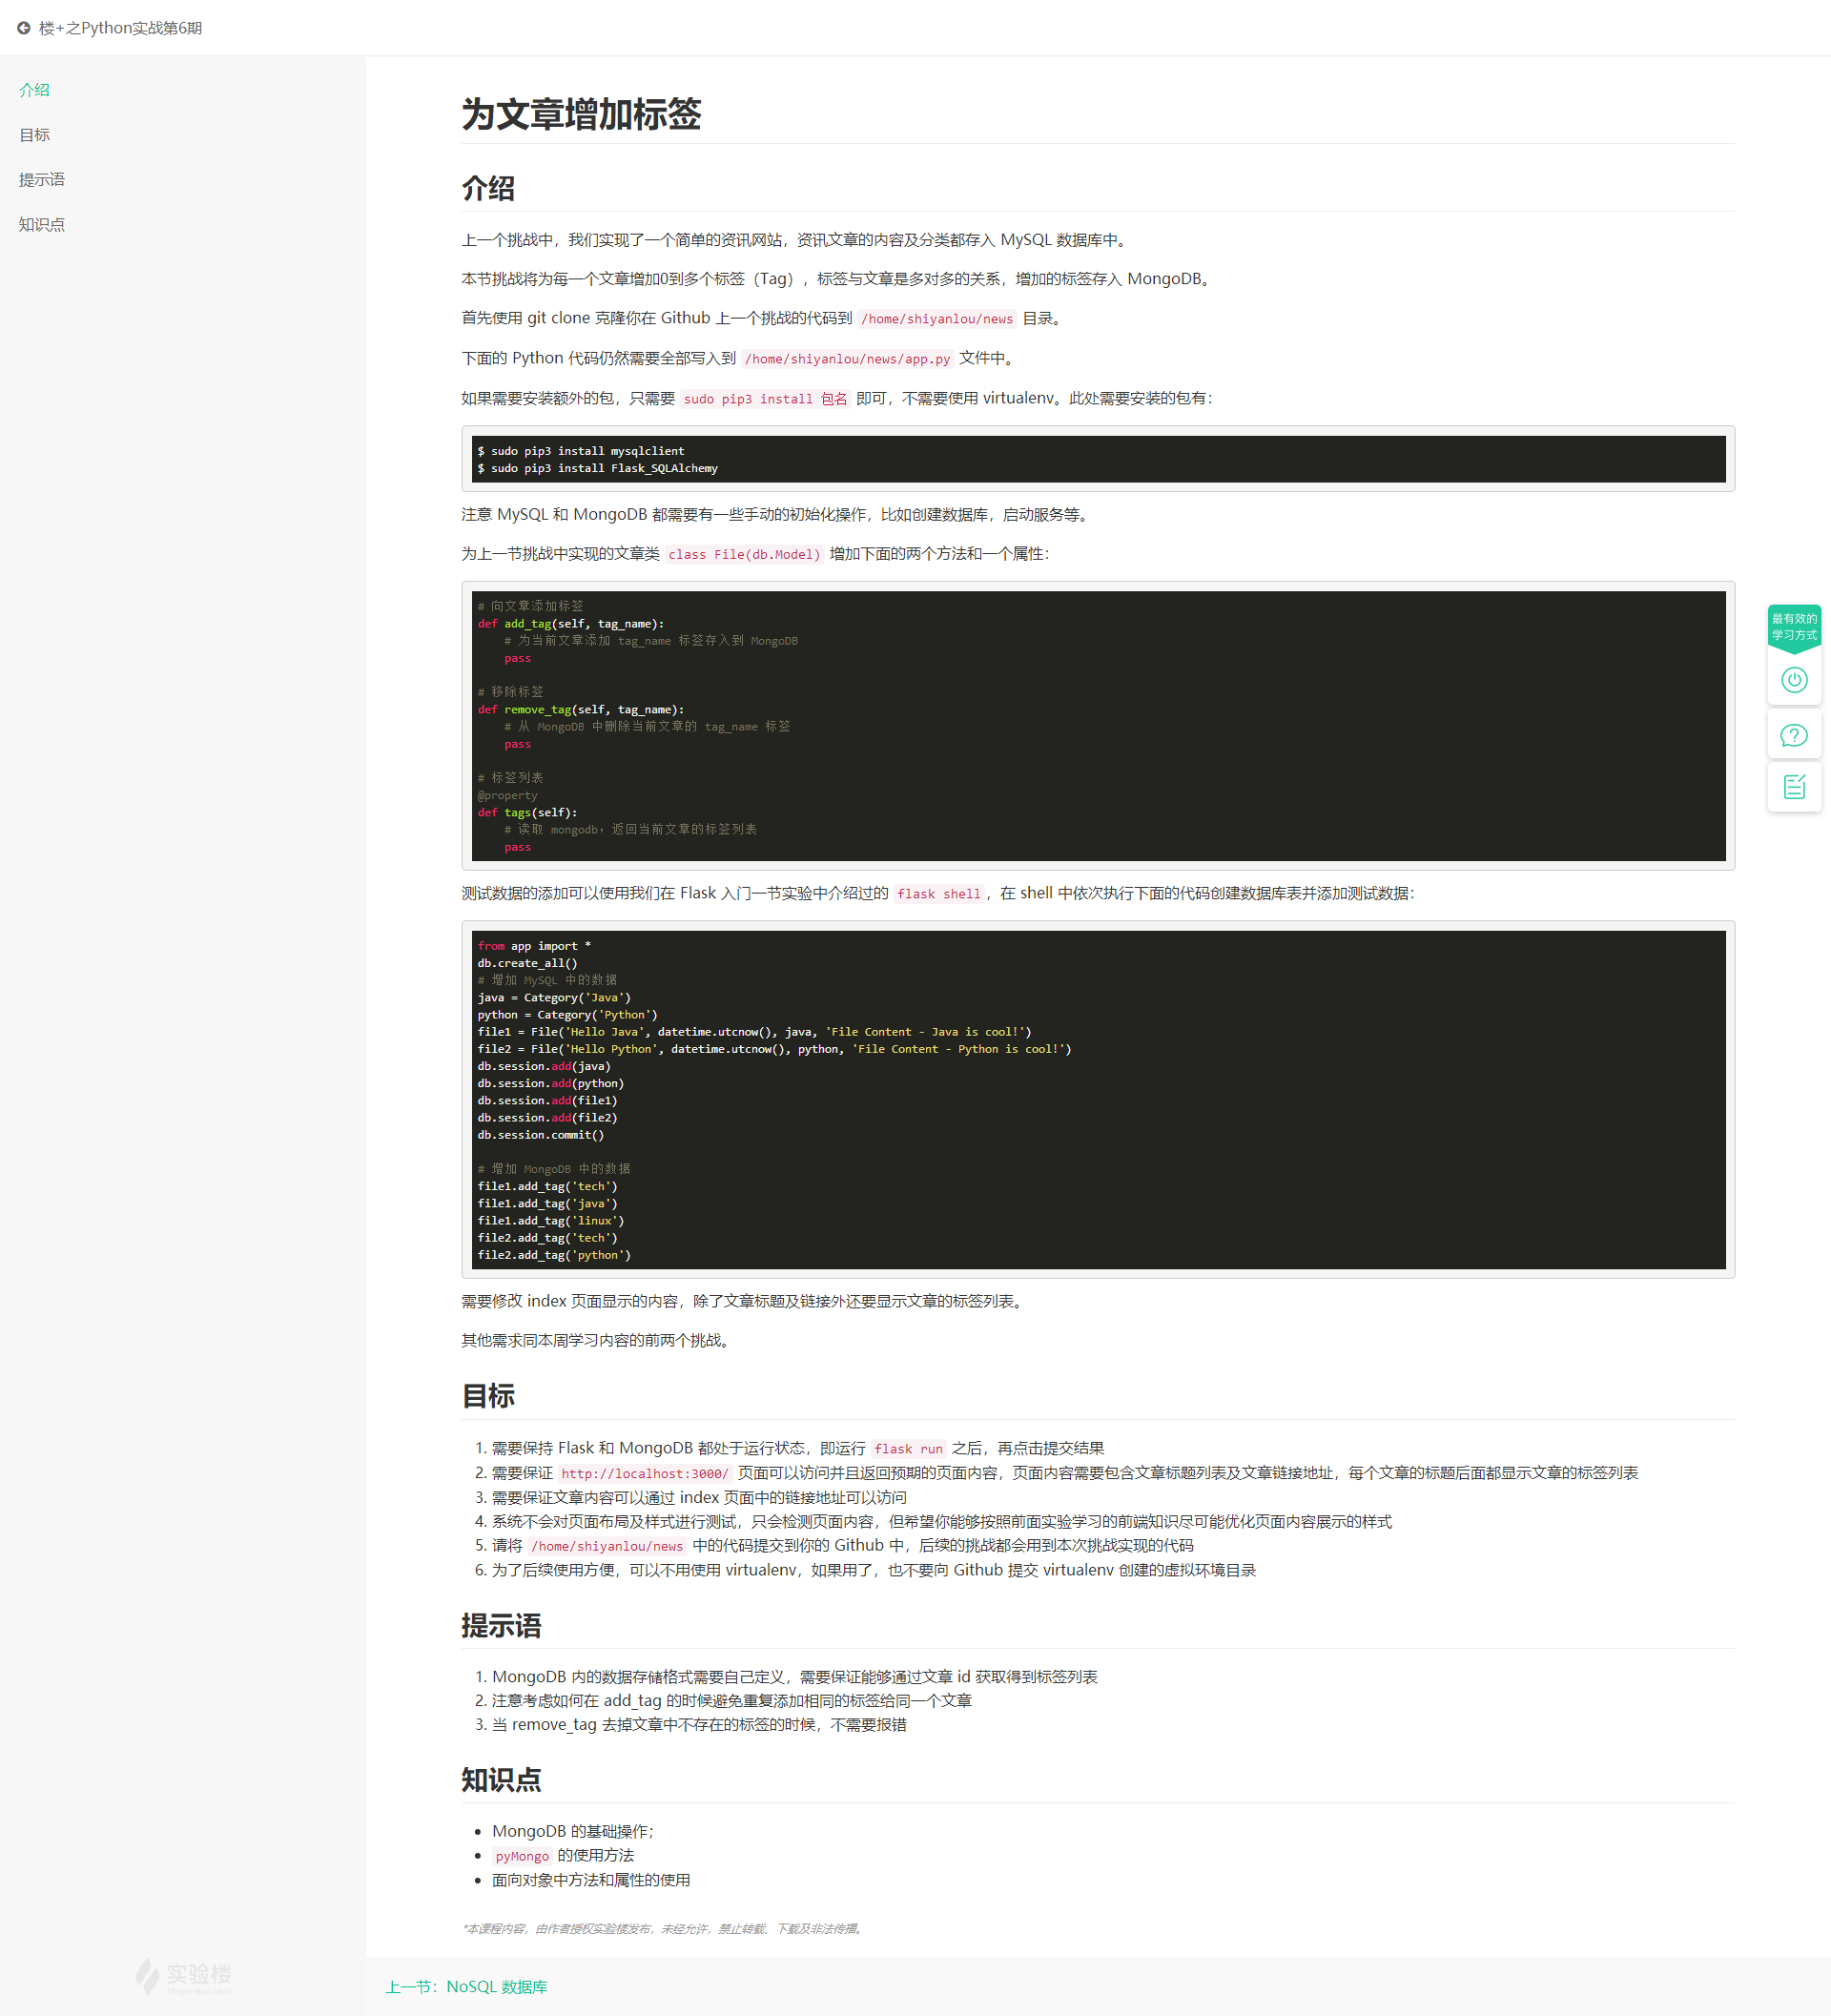 楼+之Python实战第6期
介绍
目标
提示语
知识点
为文章增加标签
介绍
上一个挑战中，我们实现了一个简单的资讯网站，资讯文章的内容及分类都存入 MySQL 数据库中。
本节挑战将为每一个文章增加0到多个标签（Tag），标签与文章是多对多的关系，增加的标签存入 MongoDB。
首先使用 git clone 克隆你在 Github 上一个挑战的代码到 /home/shiyanlou/news 目录。
下面的 Python 代码仍然需要全部写入到 /home/shiyanlou/news/app.py 文件中。
如果需要安装额外的包，只需要 sudo pip3 install 包名 即可，不需要使用 virtualenv。此处需要安装的包有：
$ sudo pip3 install mysqlclient
$ sudo pip3 install Flask_SQLAlchemy
注意 MySQL 和 MongoDB 都需要有一些手动的初始化操作，比如创建数据库，启动服务等。
为上一节挑战中实现的文章类 class File(db.Model) 增加下面的两个方法和一个属性：
# 向文章添加标签
def add_tag(self, tag_name):
    # 为当前文章添加 tag_name 标签存入到 MongoDB
    pass
# 移除标签
def remove_tag(self, tag_name):
    # 从 MongoDB 中删除当前文章的 tag_name 标签
    pass
# 标签列表
@property
def tags(self):
    # 读取 mongodb，返回当前文章的标签列表
    pass
最有效的
学习方式
测试数据的添加可以使用我们在 Flask 入门一节实验中介绍过的 flask shell，在 shell 中依次执行下面的代码创建数据库表并添加测试数据：
from app import *
db.create_all()
# 增加 MySQL 中的数据
java = Category('Java')
python = Category('Python')
file1 = File('Hello Java', datetime.utcnow(), java, 'File Content - Java is cool!')
file2 = File('Hello Python', datetime.utcnow(), python, 'File Content - Python is cool!')
db.session.add(java)
db.session.add(python)
db.session.add(file1)
db.session.add(file2)
db.session.commit()
# 增加 MongoDB 中的数据
file1.add_tag('tech')
file1.add_tag('java')
file1.add_tag('linux')
file2.add_tag('tech')
file2.add_tag('python')
需要修改 index 页面显示的内容，除了文章标题及链接外还要显示文章的标签列表。
其他需求同本周学习内容的前两个挑战。
目标
1. 需要保持 Flask 和 MongoDB 都处于运行状态，即运行 flask run 之后，再点击提交结果
2. 需要保证 http://localhost:3000/ 页面可以访问并且返回预期的页面内容，页面内容需要包含文章标题列表及文章链接地址，每个文章的标题后面都显示文章的标签列表
3. 需要保证文章内容可以通过 index 页面中的链接地址可以访问
4. 系统不会对页面布局及样式进行测试，只会检测页面内容，但希望你能够按照前面实验学习的前端知识尽可能优化页面内容展示的样式
5. 请将 /home/shiyanlou/news 中的代码提交到你的 Github 中，后续的挑战都会用到本次挑战实现的代码
6. 为了后续使用方便，可以不用使用 virtualenv，如果用了，也不要向 Github 提交 virtualenv 创建的虚拟环境目录
提示语
1. MongoDB 内的数据存储格式需要自己定义，需要保证能够通过文章 id 获取得到标签列表
2. 注意考虑如何在 add_tag 的时候避免重复添加相同的标签给同一个文章
3. 当 remove_tag 去掉文章中不存在的标签的时候，不需要报错
知识点
• MongoDB 的基础操作；
• pyMongo 的使用方法
• 面向对象中方法和属性的使用
*本课程内容，由作者授权实验楼发布，未经允许，禁止转载、下载及非法传播。
实验楼
shiyanlou.com
上一节：NoSQL 数据库